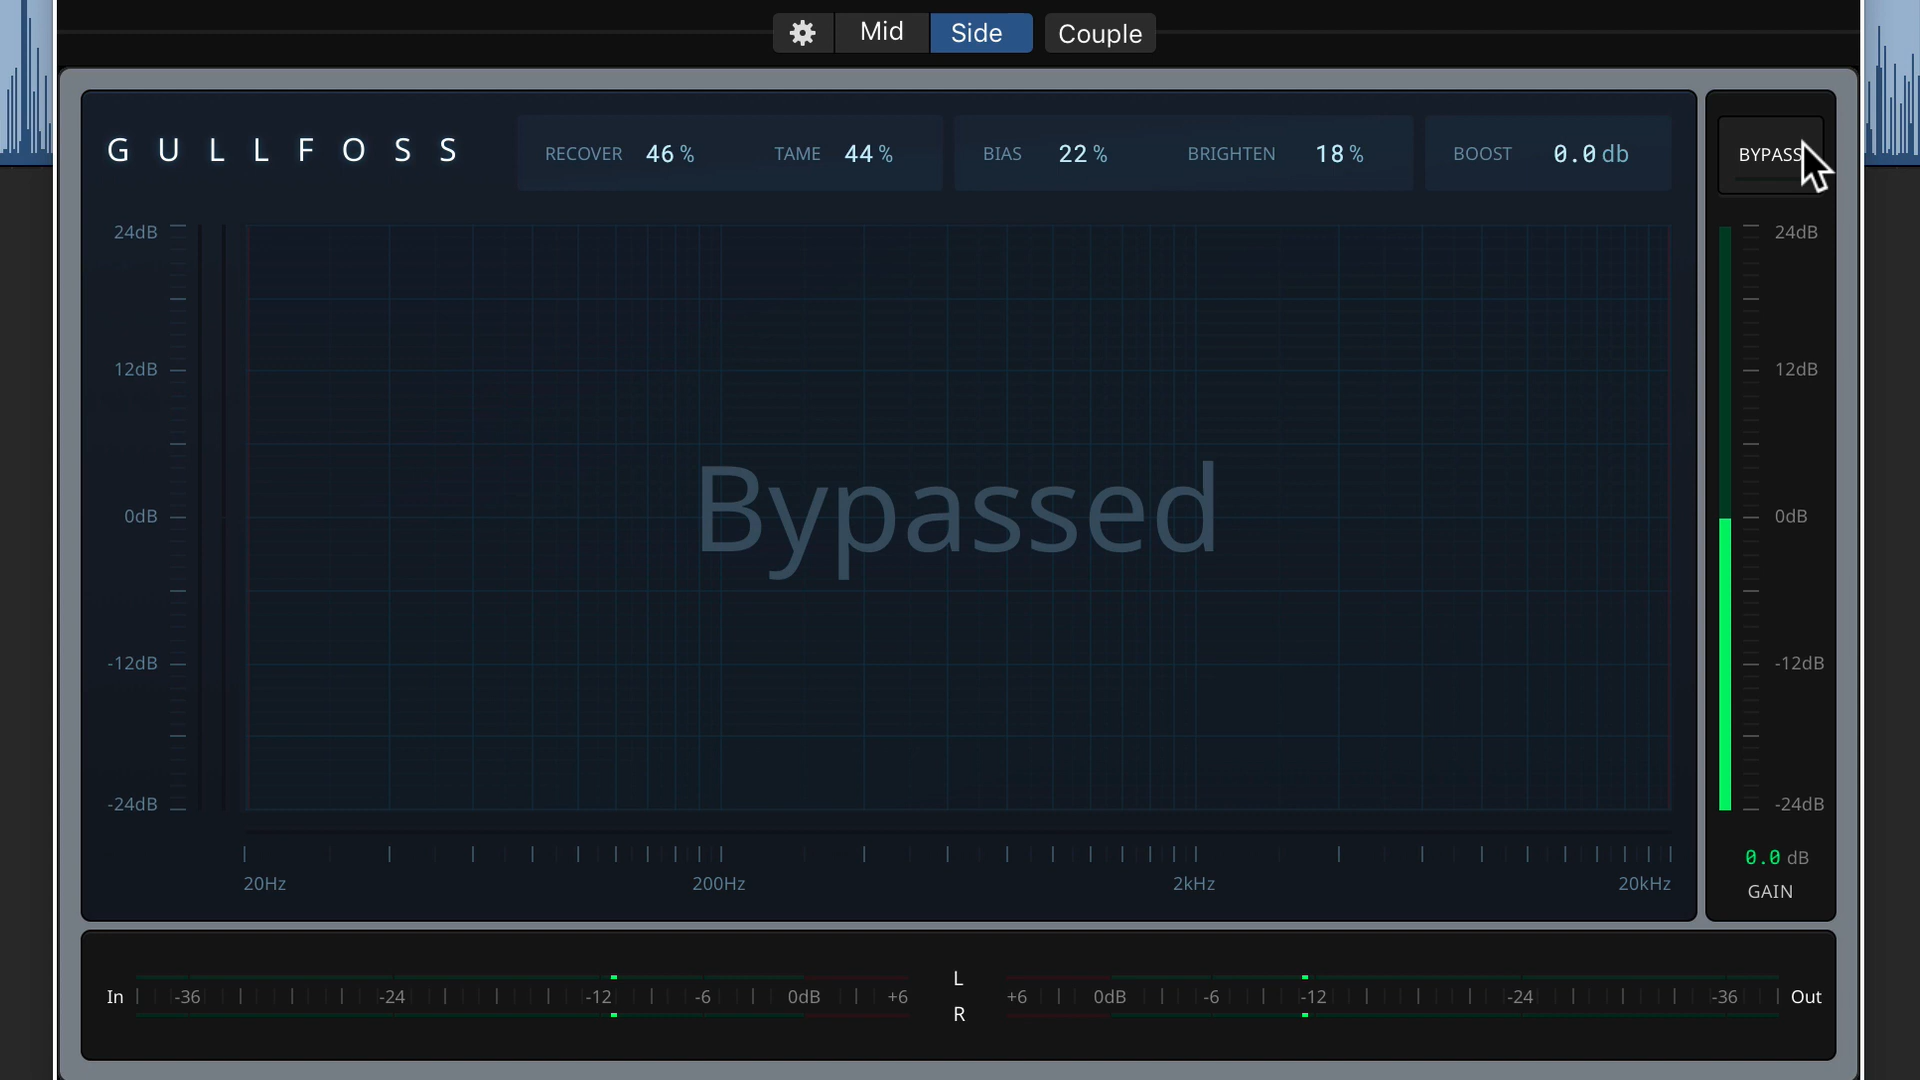 Mid Side Couple
GULLFOSS RECOVER 46 % TAME 44 % BIAS 22 % BRIGHTEN 18 % BOOST 0.0 db BYPASS
24dB 24dB
12dB 12dB
Bypassed
0dB 0dB
-12dB -12dB
-24dB -24dB
0.0 dB
20Hz 200Hz 2kHz 20kHz
GAIN
L
In -36 -24 -12 -6 0dB +6 +6 0dB -6 -12 -24 -36 Out
R